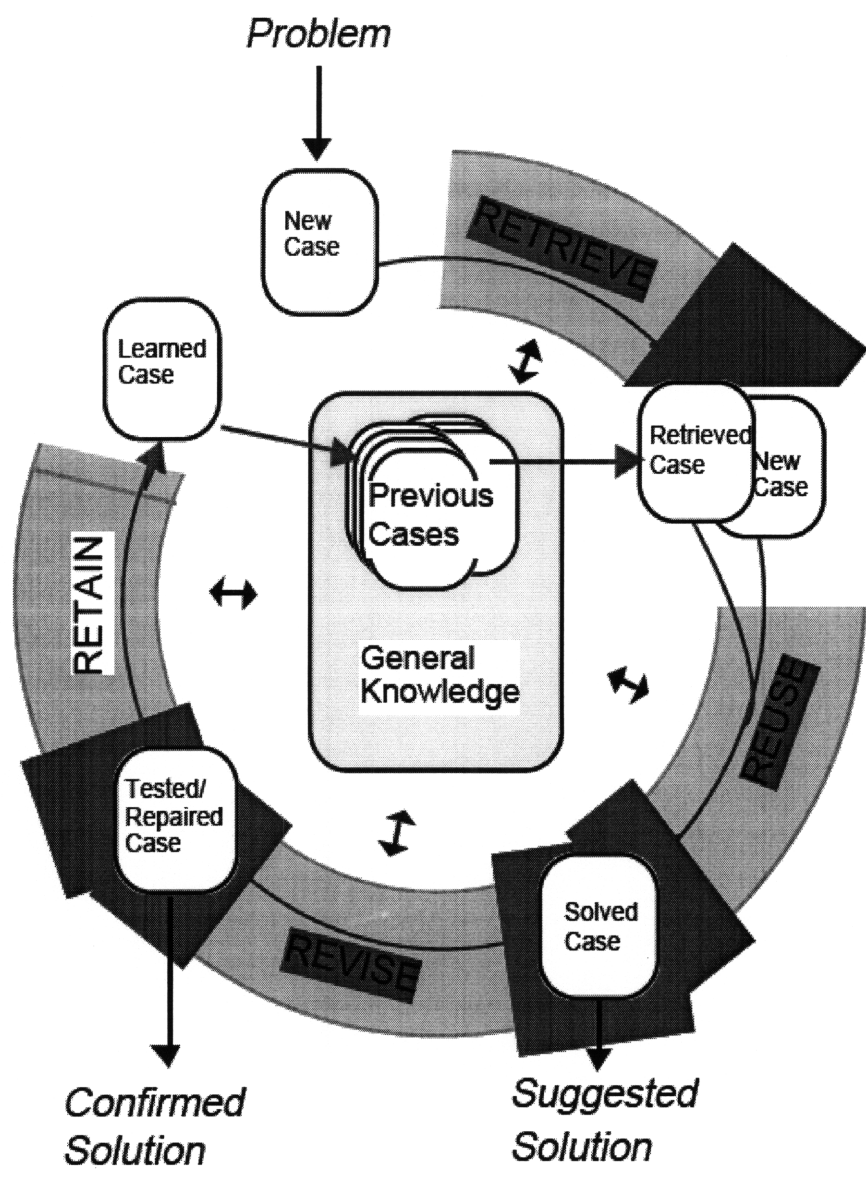 Problem
New
Case
RETRIEVE
Learned
Case
Retrieved
Case
New
Case
Previous
Cases
RETAIN
General
Knowledge
REUSE
Tested/
Repaired
Case
Solved
Case
REVISE
Confirmed
Solution
Suggested
Solution